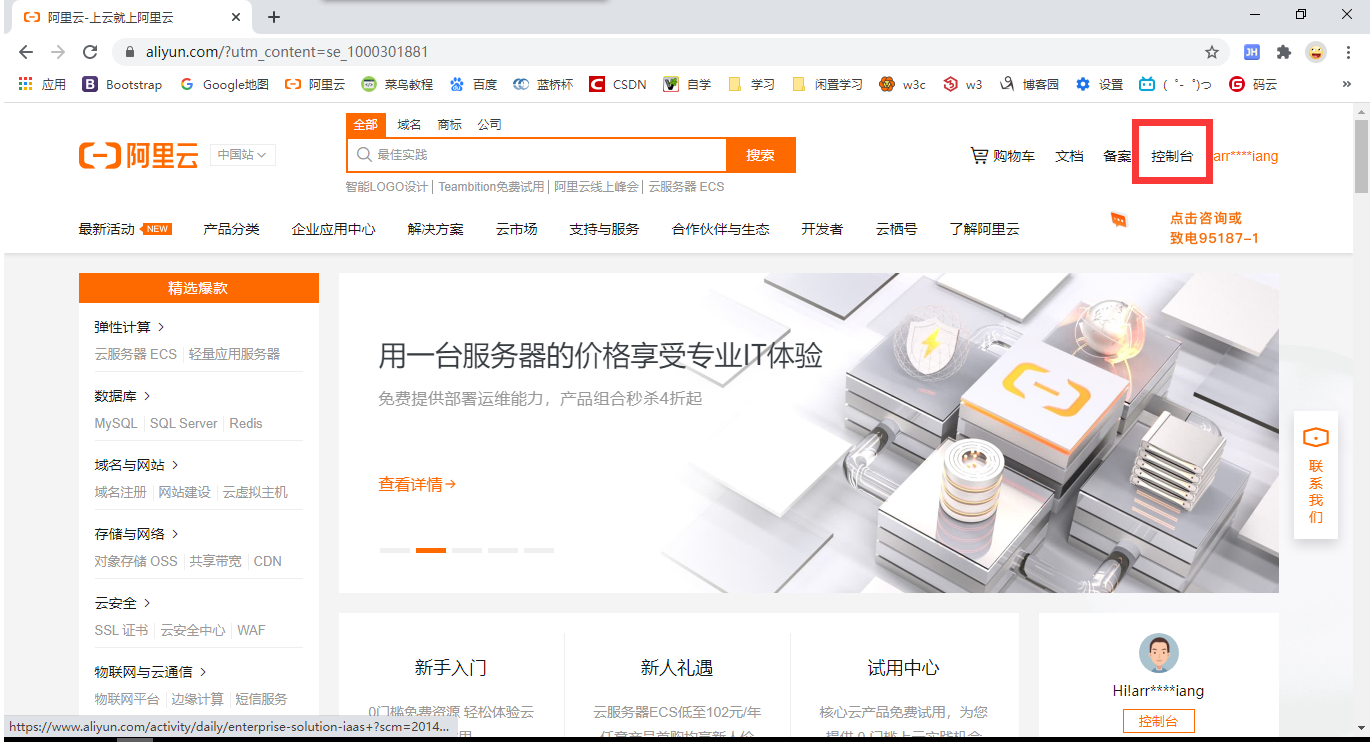 阿里云-上云就上阿里云
aliyun.com/?utm_content=se_1000301881
JH
应用 Bootstrap Google地图 阿里云 菜鸟教程 百度 蓝桥杯 CSDN 自学 学习 闲置学习 w3c w3 博客园 设置 ( ゜- ゜)つ 码云
全部 域名 商标 公司
阿里云 中国站
最佳实践 搜索
购物车 文档 备案 控制台 arr****iang
智能LOGO设计 | Teambition免费试用 | 阿里云线上峰会 | 云服务器 ECS
最新活动 NEW 产品分类 企业应用中心 解决方案 云市场 支持与服务 合作伙伴与生态 开发者 云栖号 了解阿里云
点击咨询或
致电95187-1
精选爆款
弹性计算 >
云服务器 ECS | 轻量应用服务器
数据库 >
MySQL | SQL Server | Redis
域名与网站 >
域名注册 | 网站建设 | 云虚拟主机
存储与网络 >
对象存储 OSS | 共享带宽 | CDN
云安全 >
SSL 证书 | 云安全中心 | WAF
物联网与云通信 >
物联网平台 | 边缘计算 | 短信服务
用一台服务器的价格享受专业IT体验
免费提供部署运维能力，产品组合秒杀4折起
查看详情→
联
系
我
们
新手入门
0门槛免费资源 轻松体验云
用
新人礼遇
云服务器ECS低至102元/年
任意产品首购均享新人价
试用中心
核心云产品免费试用，为您
提供 0 门槛上云实践机会
Hi!arr****iang
控制台
https://www.aliyun.com/activity/daily/enterprise-solution-iaas+?scm=2014...